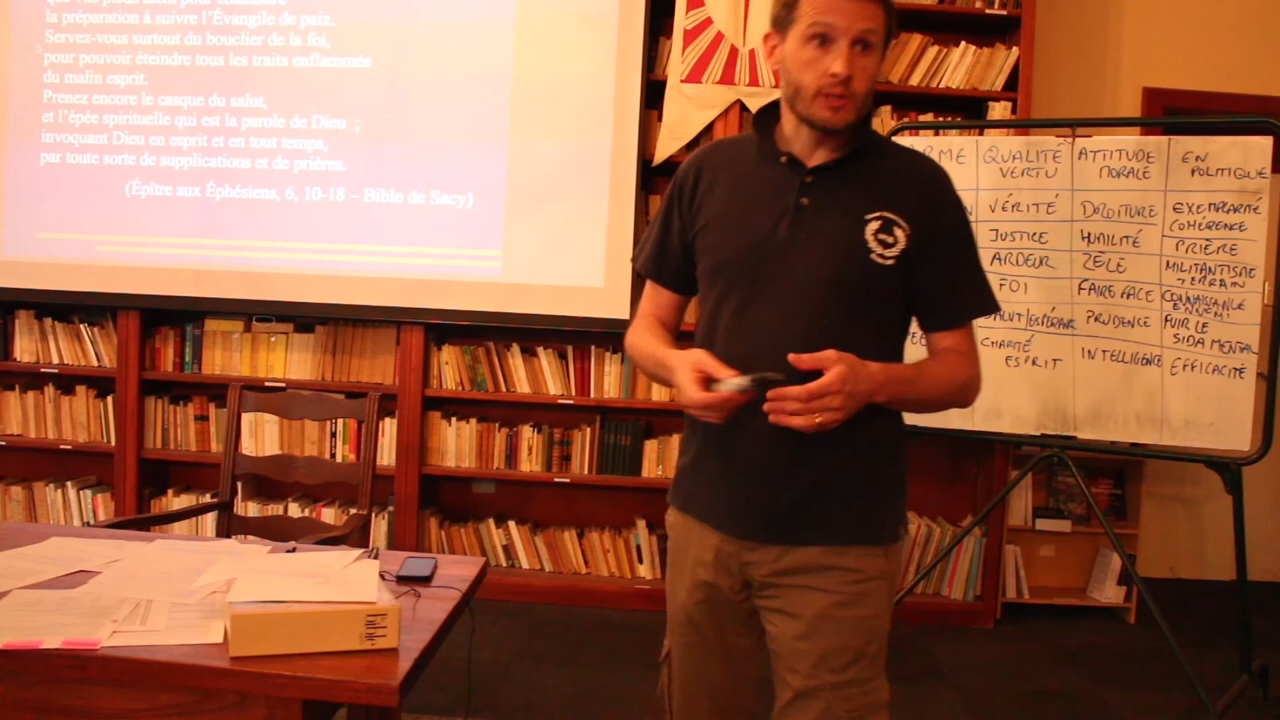 la préparation à suivre l'Évangile de paix.
Servez-vous surtout du bouclier de la foi,
pour pouvoir éteindre tous les traits enflammés
du malin esprit.
Prenez encore le casque du salut,
et l'épée spirituelle qui est la parole de Dieu ;
invoquant Dieu en esprit et en tout temps,
par toute sorte de supplications et de prières.
(Épître aux Éphésiens, 6, 10-18 – Bible de Sacy)
QUALITÉ ATTITUDE EN
VERTU MORALE POLITIQUE
VÉRITÉ DROITURE EXEMPLARITÉ
COHÉRENCE
JUSTICE HUMILITÉ PRIÈRE
ARDEUR ZÈLE MILITANTISME
TERRAIN
FOI FAIRE FACE CONNAISSANCE
ENNEMI
PRUDENCE FUIR LE
SIDA MENTAL
CHARITÉ
ESPRIT INTELLIGENCE EFFICACITÉ